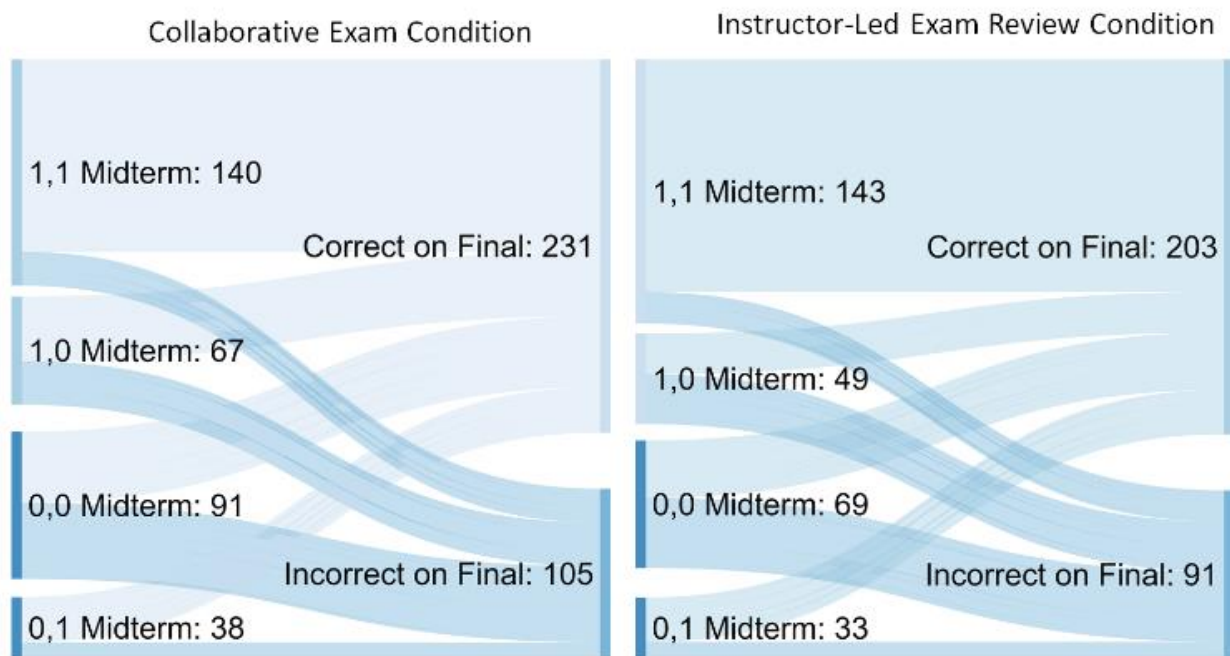 Collaborative Exam Condition
1,1 Midterm: 140
Correct on Final: 231
1,0 Midterm: 67
0,0 Midterm: 91
Incorrect on Final: 105
0,1 Midterm: 38
Instructor-Led Exam Review Condition
1,1 Midterm: 143
Correct on Final: 203
1,0 Midterm: 49
0,0 Midterm: 69
Incorrect on Final: 91
0,1 Midterm: 33